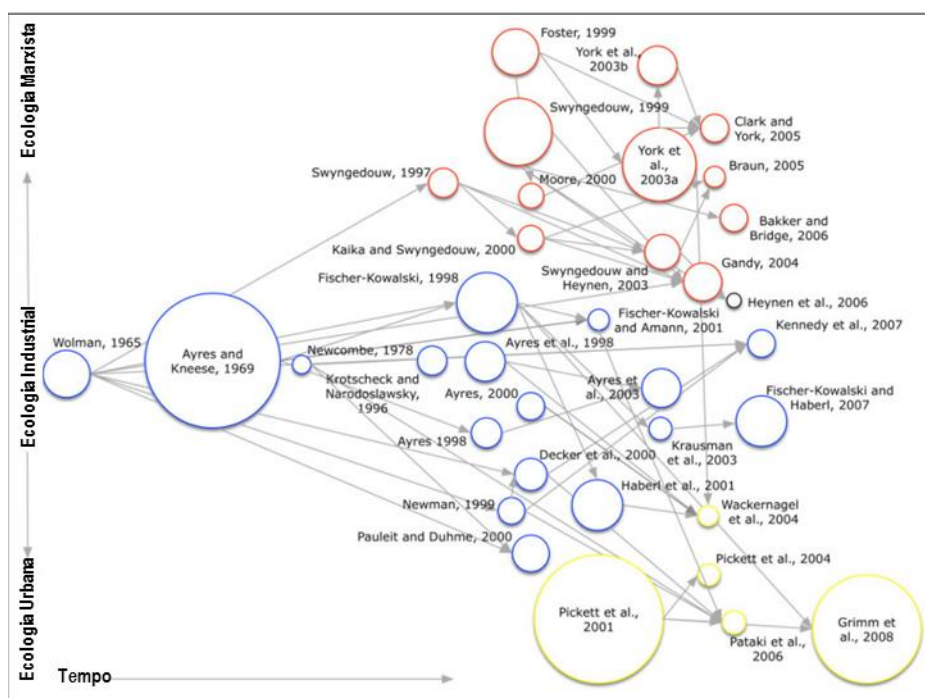 Ecologia Marxista
Foster, 1999
York et al.,
2003b
Swyngedouw, 1999
Clark and
York, 2005
York et
al.,
2003a
Braun, 2005
Swyngedouw, 1997
Moore, 2000
Bakker and
Bridge, 2006
Kaika and Swyngedouw, 2000
Swyngedouw and
Heynen, 2003
Gandy, 2004
Ecologia Industrial
Fischer-Kowalski, 1998
Heynen et al., 2006
Fischer-Kowalski
and Amann, 2001
Kennedy et al., 2007
Wolman, 1965
Ayres and
Kneese, 1969
Newcombe, 1978
Ayres et al., 1998
Krotscheck and
Narodoslawsky,
1996
Ayres, 2000
Ayres et
al., 2003
Fischer-Kowalski and
Haberl, 2007
Ayres 1998
Krausman
et al., 2003
Decker et al., 2000
Haberl et al., 2001
Newman, 1999
Wackernagel
et al., 2004
Pauleit and Duhme, 2000
Ecologia Urbana
Pickett et al., 2004
Pickett et al.,
2001
Pataki et al.,
2006
Grimm et
al., 2008
Tempo